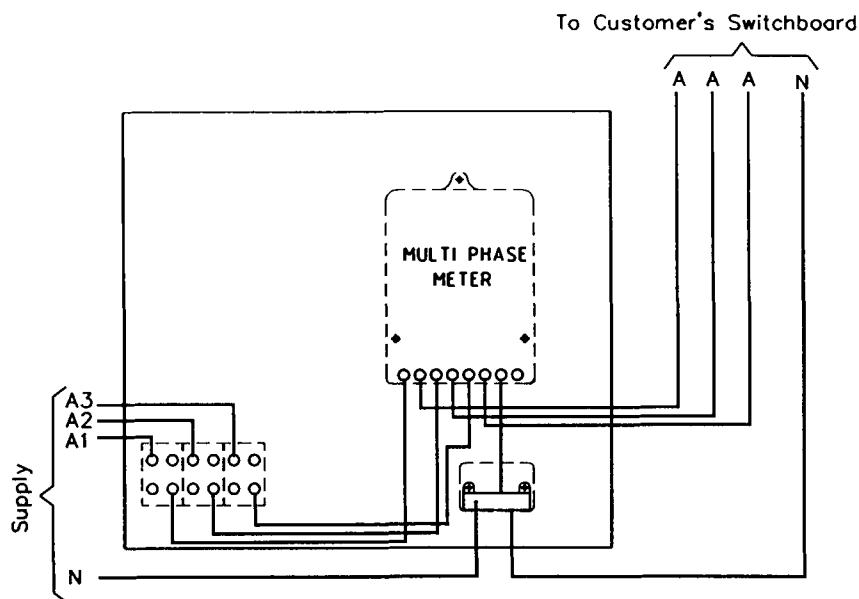 To Customer's Switchboard
A A A N
MULTI PHASE
METER
A3
A2
A1
Supply
N